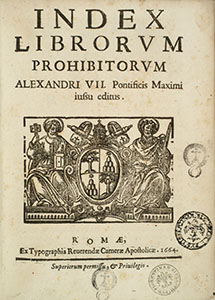 INDEX
LIBRORVM
PROHIBITORVM
ALEXANDRI VII. Pontificis Maximi
iussu editus.
ROMÆ,
Ex Typographia Reuerendæ Cameræ Apostolicæ. 1664.
Superiorum permissu, & Priuilegio.